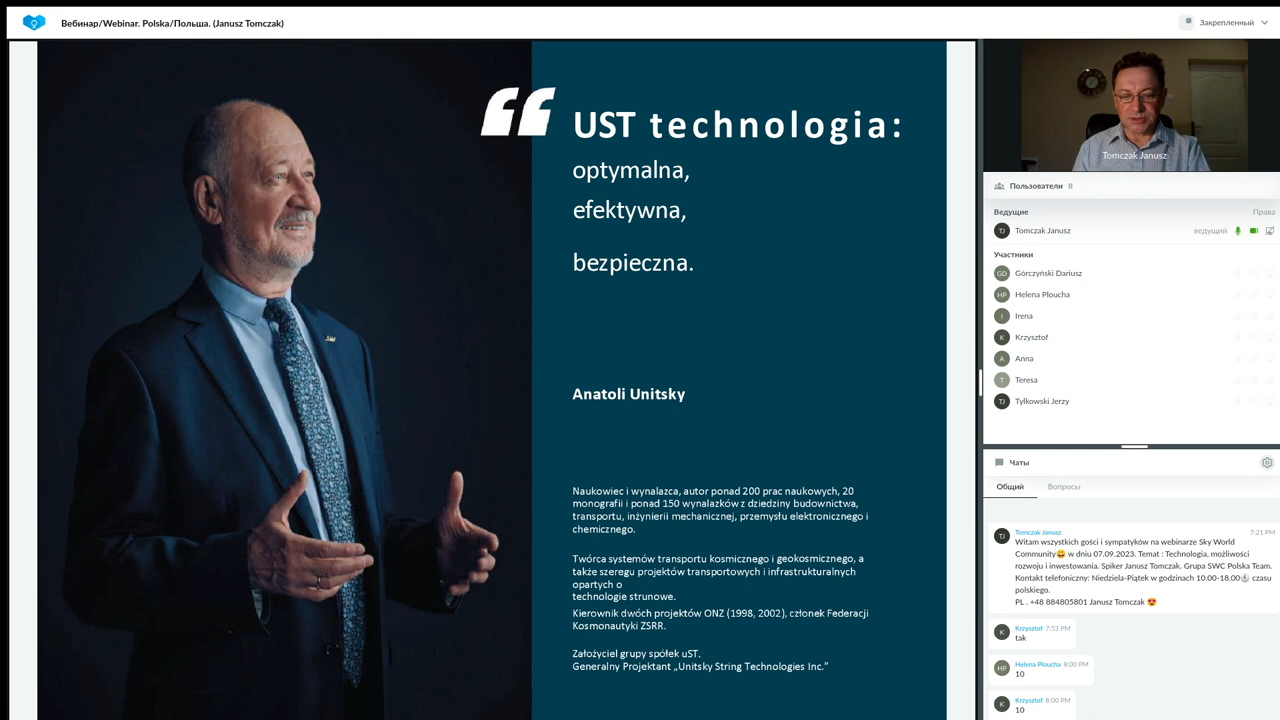 Вебинар/Webinar. Polska/Польша. (Janusz Tomczak)
Закрепленный
“
UST technologia:
optymalna,
efektywna,
bezpieczna.
Anatoli Unitsky
Naukowiec i wynalazca, autor ponad 200 prac naukowych, 20
monografii i ponad 150 wynalazków z dziedziny budownictwa,
transportu, inżynierii mechanicznej, przemysłu elektronicznego i
chemicznego.
Twórca systemów transportu kosmicznego i geokosmicznego, a
także szeregu projektów transportowych i infrastrukturalnych
opartych o
technologie strunowe.
Kierownik dwóch projektów ONZ (1998, 2002), członek Federacji
Kosmonautyki ZSRR.
Założyciel grupy spółek uST.
Generalny Projektant „Unitsky String Technologies Inc.”
Tomczak Janusz
Пользователи 8
Ведущие Права
TJ Tomczak Janusz ведущий
Участники
GD Górczyński Dariusz
HP Helena Ploucha
I Irena
K Krzysztof
A Anna
T Teresa
TJ Tylkowski Jerzy
Чаты
Общий Вопросы
TJ Tomczak Janusz 7:21 PM
Witam wszystkich gości i sympatyków na webinarze Sky World
Community😀 w dniu 07.09.2023. Temat : Technologia, możliwości
rozwoju i inwestowania. Spiker Janusz Tomczak. Grupa SWC Polska Team.
Kontakt telefoniczny: Niedziela-Piątek w godzinach 10.00-18.00 czasu
polskiego.
PL . +48 884805801 Janusz Tomczak 😍
K Krzysztof 7:53 PM
tak
HP Helena Ploucha 8:00 PM
10
K Krzysztof 8:00 PM
10